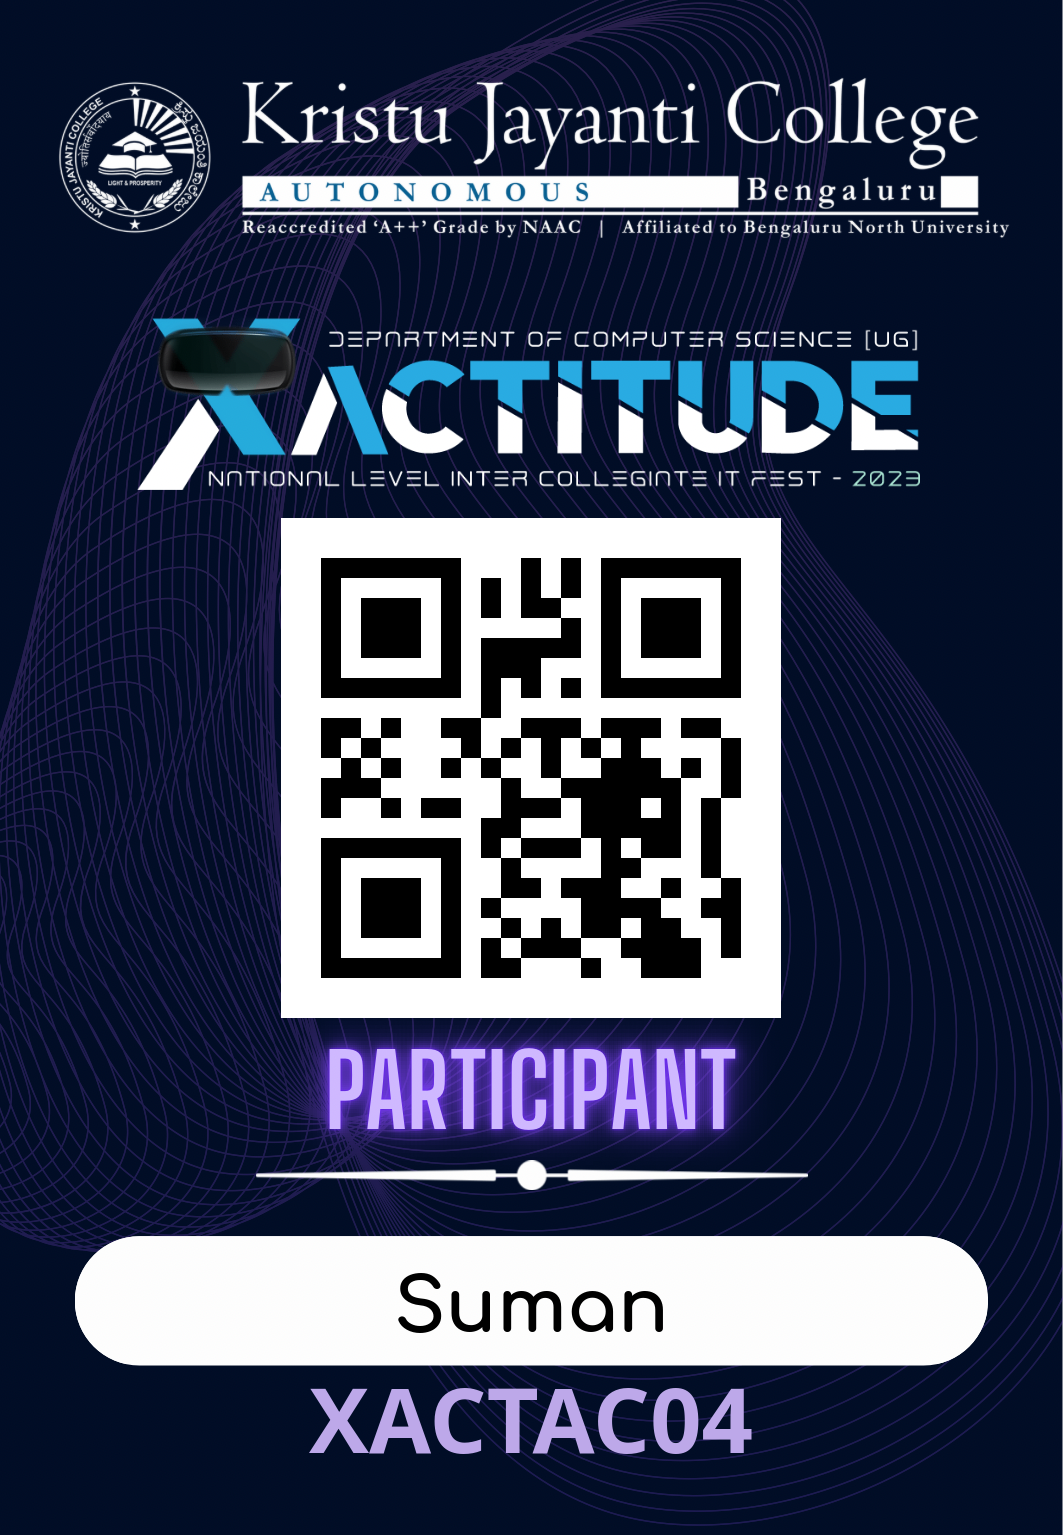 KRISTU JAYANTI COLLEGE
ज्योतिसंवादयाय
LIGHT & PROSPERITY
Kristu Jayanti College
AUTONOMOUS Bengaluru
Reaccredited ‘A++’ Grade by NAAC | Affiliated to Bengaluru North University
DEPARTMENT OF COMPUTER SCIENCE [UG]
XACTITUDE
NATIONAL LEVEL INTER COLLEGIATE IT FEST - 2023
PARTICIPANT
Suman
XACTAC04